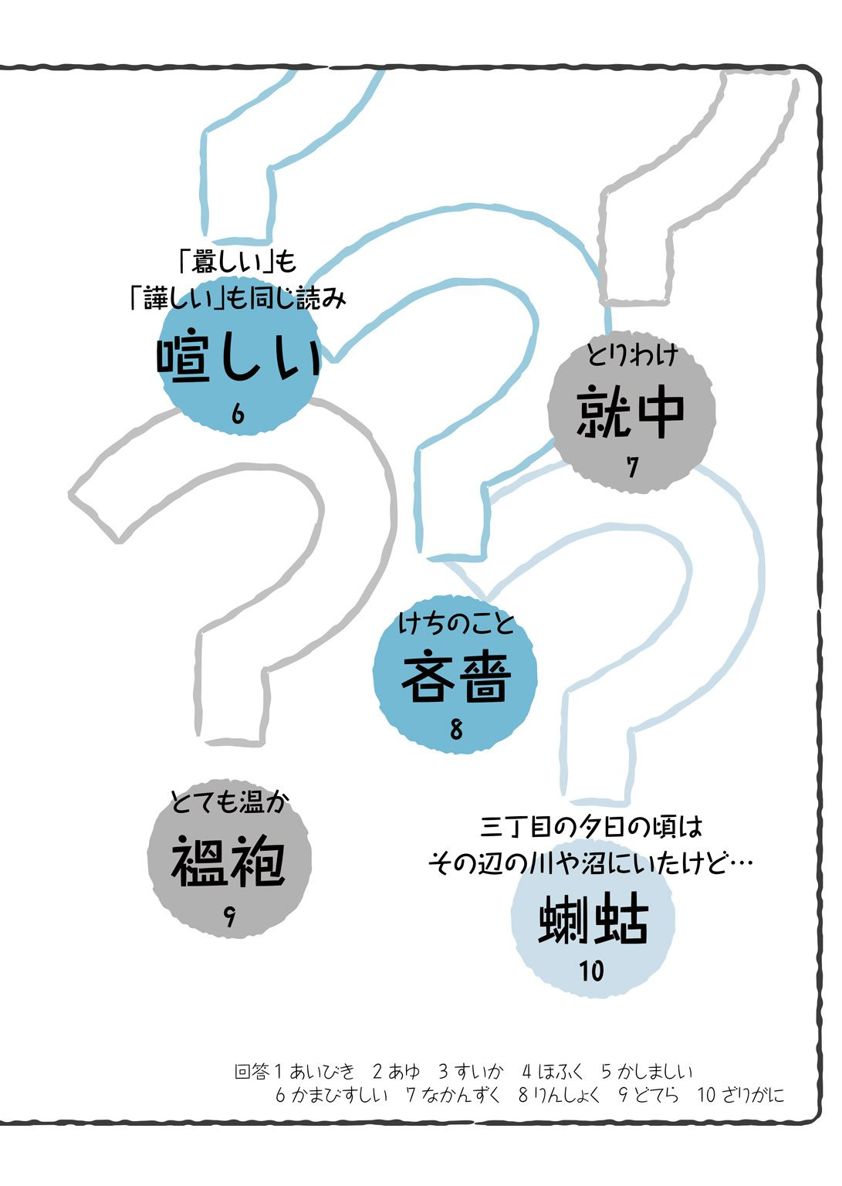 「囂しい」も
「譁しい」も同じ読み
喧しい
6
とりわけ
就中
7
けちのこと
吝嗇
8
とても温か
褞袍
9
三丁目の夕日の頃は
その辺の川や沼にいたけど…
蝲蛄
10
回答 1 あいびき 2 あゆ 3 すいか 4 ほふく 5 かしましい
6 かまびすしい 7 なかんずく 8 りんしょく 9 どてら 10 ざりがに